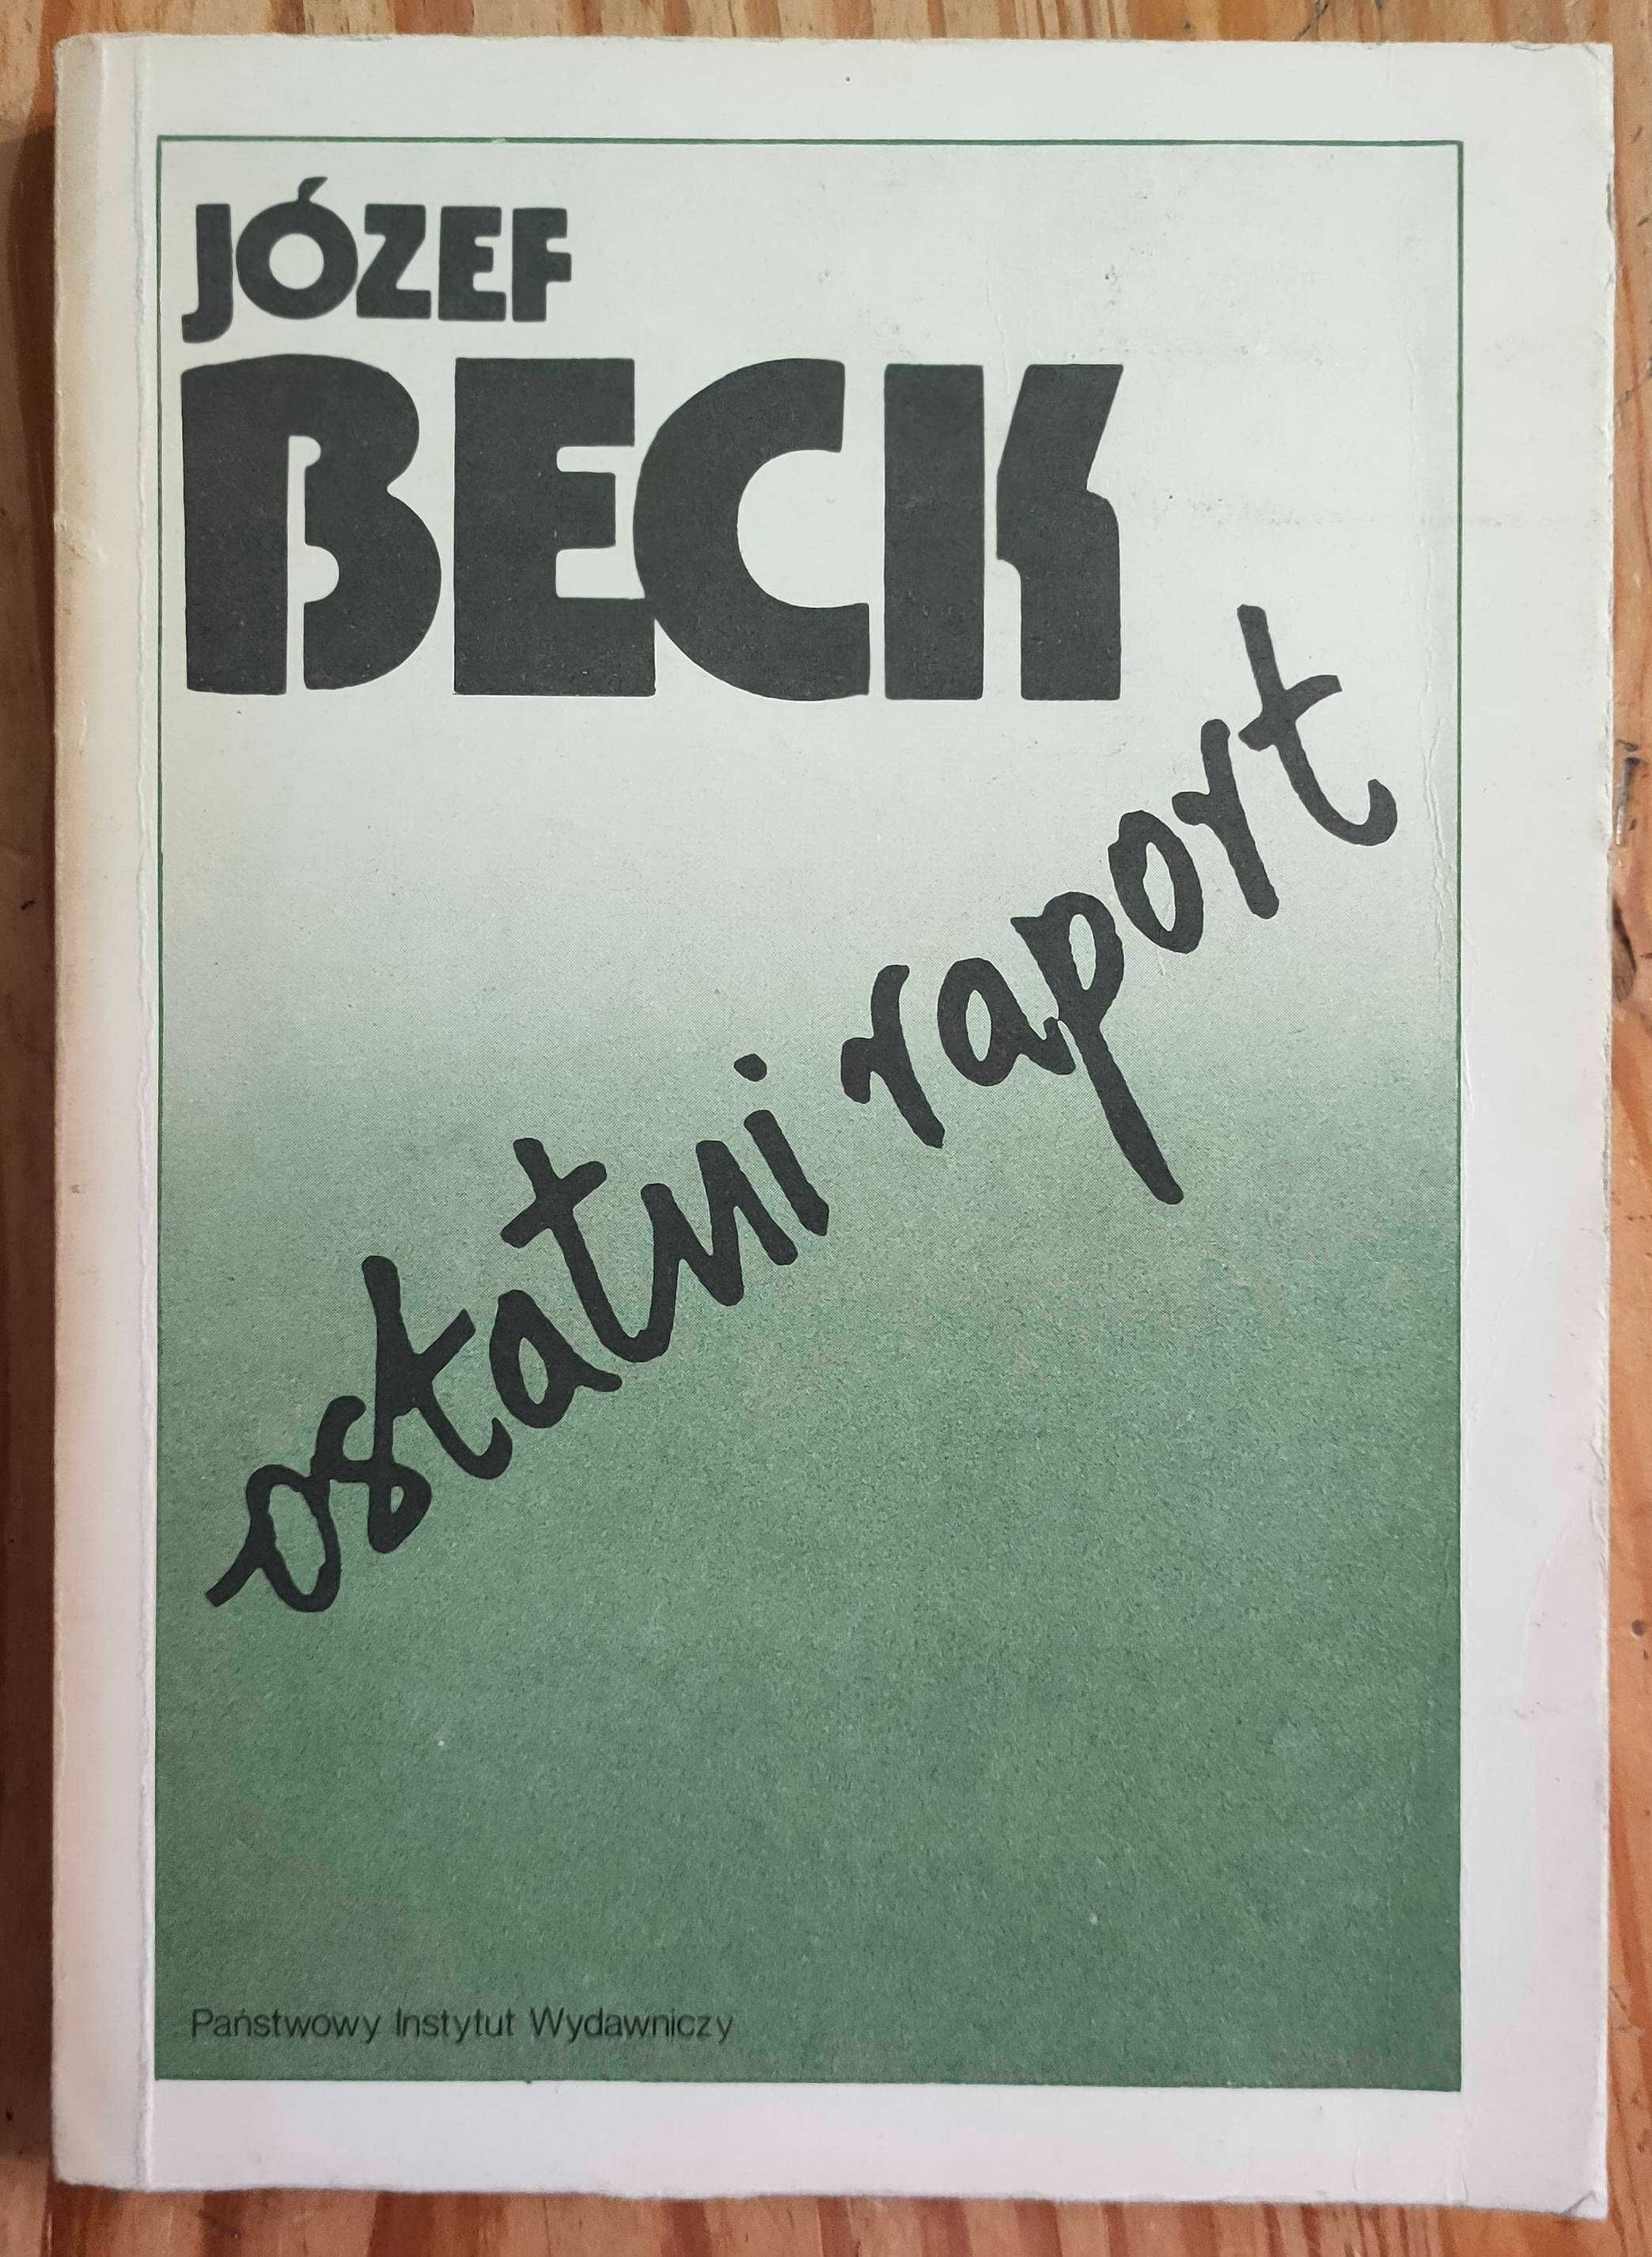 JÓZEF
BECK
ostatni raport
Państwowy Instytut Wydawniczy